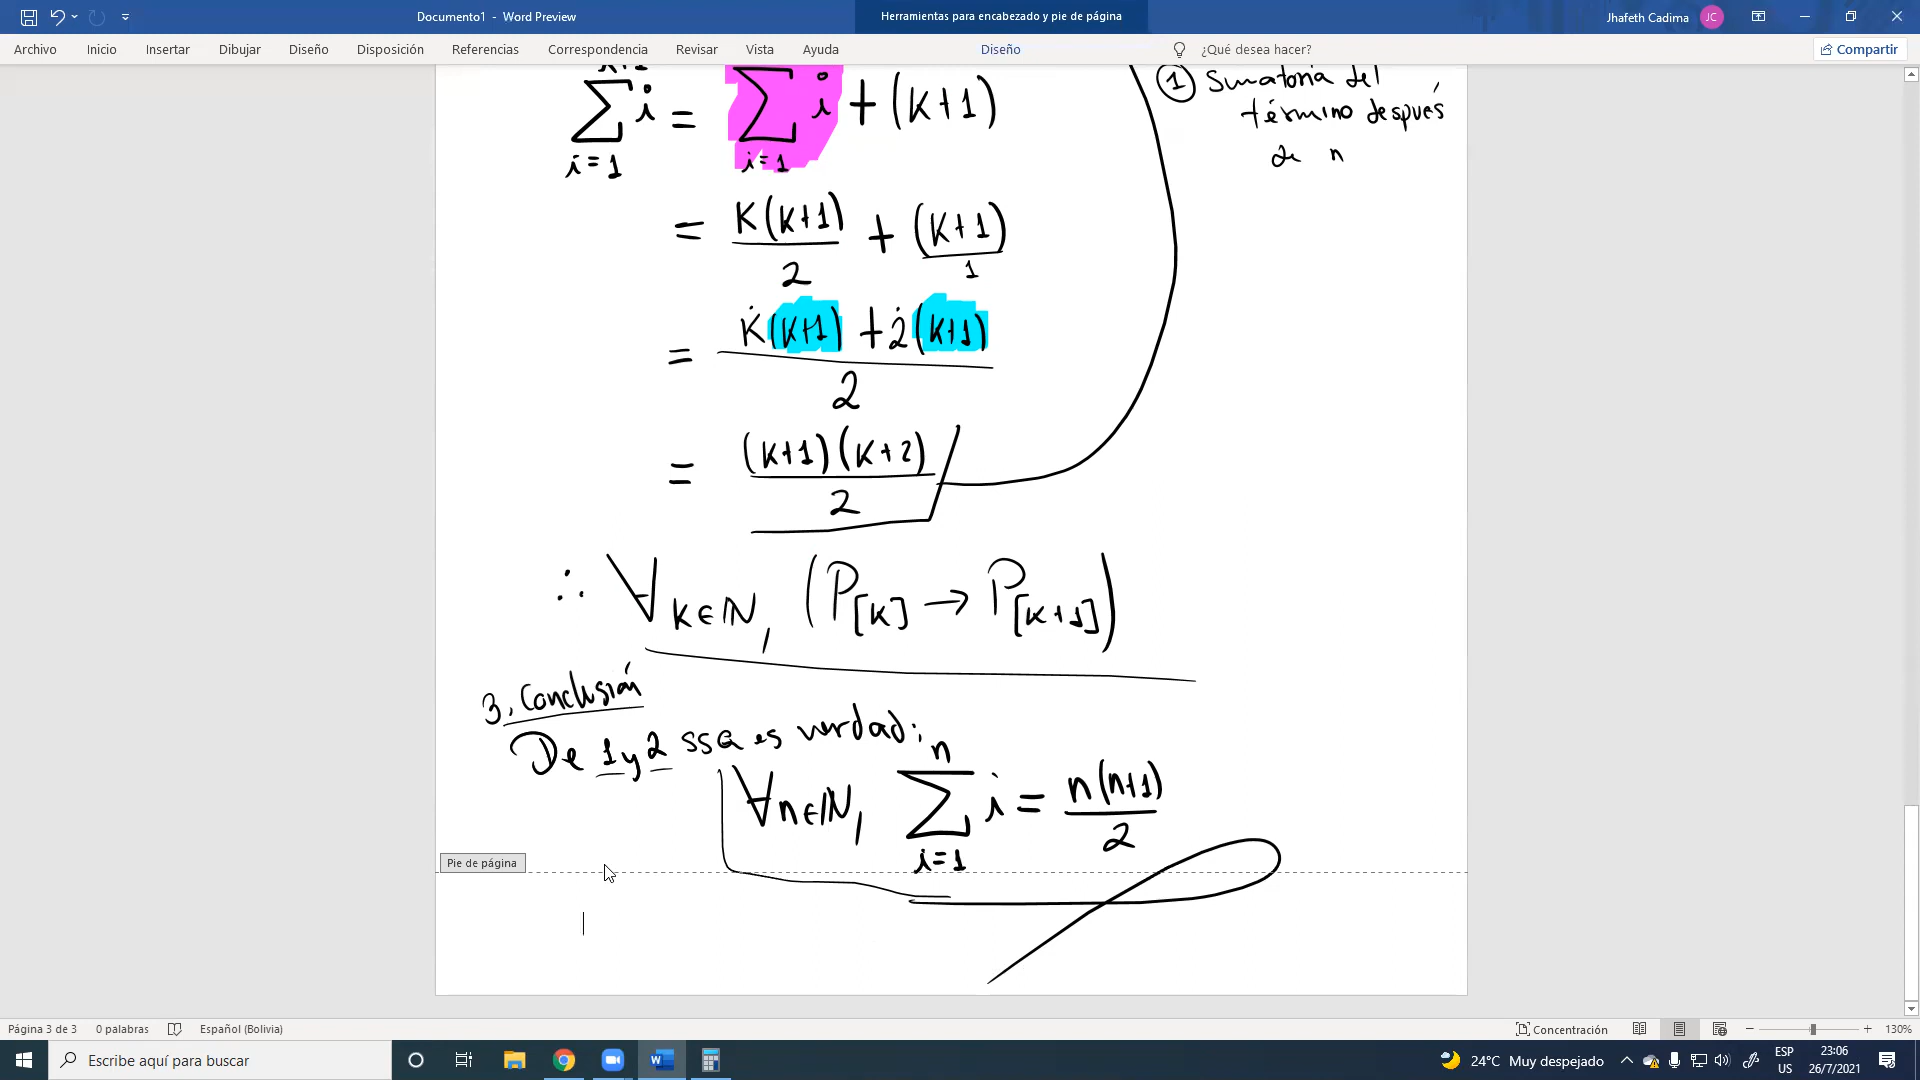 Documento1 - Word Preview
Herramientas para encabezado y pie de página
Jhafeth Cadima
JC
Archivo Inicio Insertar Dibujar Diseño Disposición Referencias Correspondencia Revisar Vista Ayuda Diseño ¿Qué desea hacer? Compartir
∑ i = ∑ i + (k+1)
i=1 i=1
① Sumatoria del
término después
de n
= k(k+1)/2 + (k+1)/1
= k(k+1) + 2(k+1) / 2
= (k+1)(k+2) / 2
∴ ∀k∈ℕ, (P[k] → P[k+1])
3. Conclusión
De 1 y 2 SSQ es verdad:
∀n∈ℕ, n∑i=1 i = n(n+1)/2
Pie de página
Página 3 de 3 0 palabras Español (Bolivia) Concentración 130%
Escribe aquí para buscar
24°C Muy despejado
ESP
US
23:06
26/7/2021